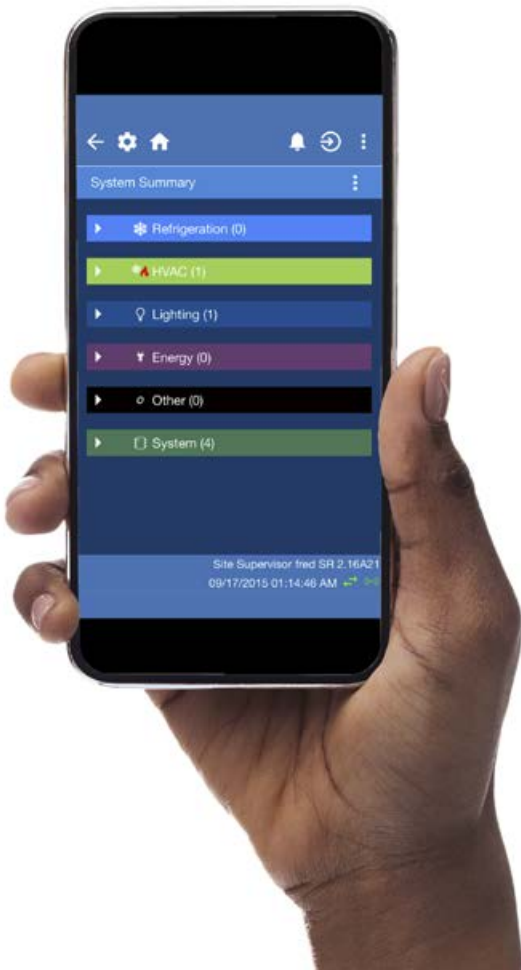 System Summary
Refrigeration (0)
HVAC (1)
Lighting (1)
Energy (0)
Other (0)
System (4)
Site Supervisor fred SR 2.16A21
09/17/2015 01:14:46 AM